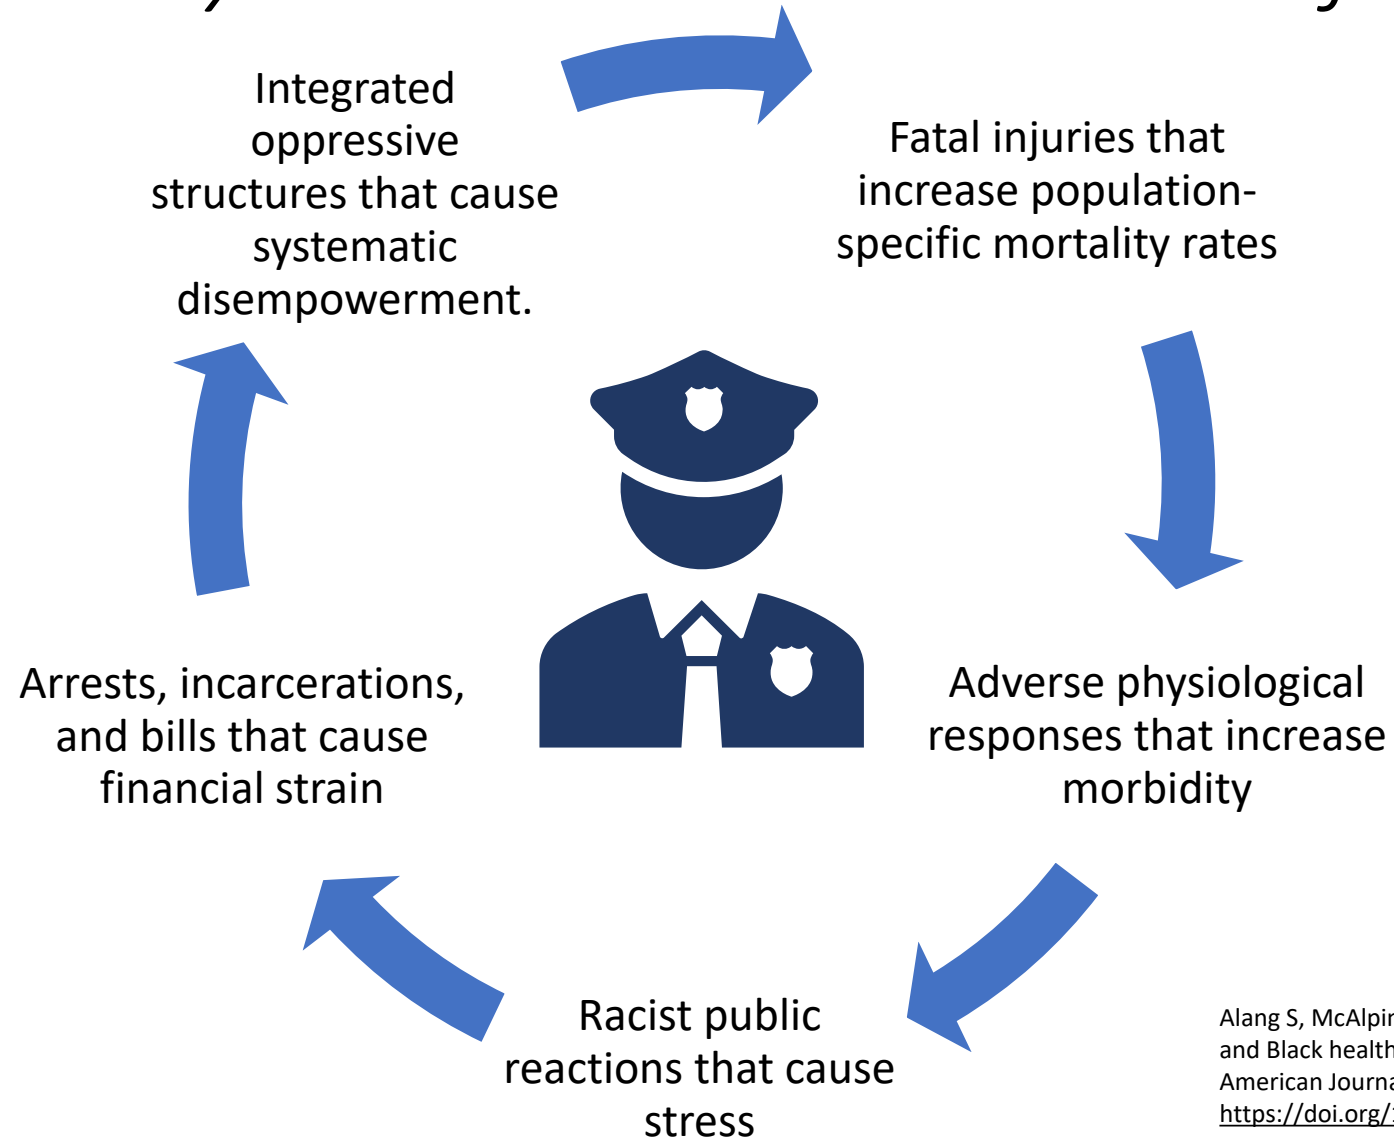 Integrated
oppressive
structures that cause
systematic
disempowerment.
Fatal injuries that
increase population-
specific mortality rates
Adverse physiological
responses that increase
morbidity
Racist public
reactions that cause
stress
Arrests, incarcerations,
and bills that cause
financial strain
Alang S,
and Black health
American
https://doi.org/